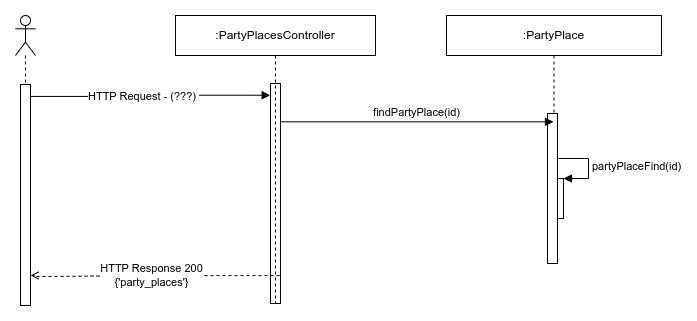 :PartyPlacesController
:PartyPlace
HTTP Request - (???)
findPartyPlace(id)
partyPlaceFind(id)
HTTP Response 200
{'party_places'}